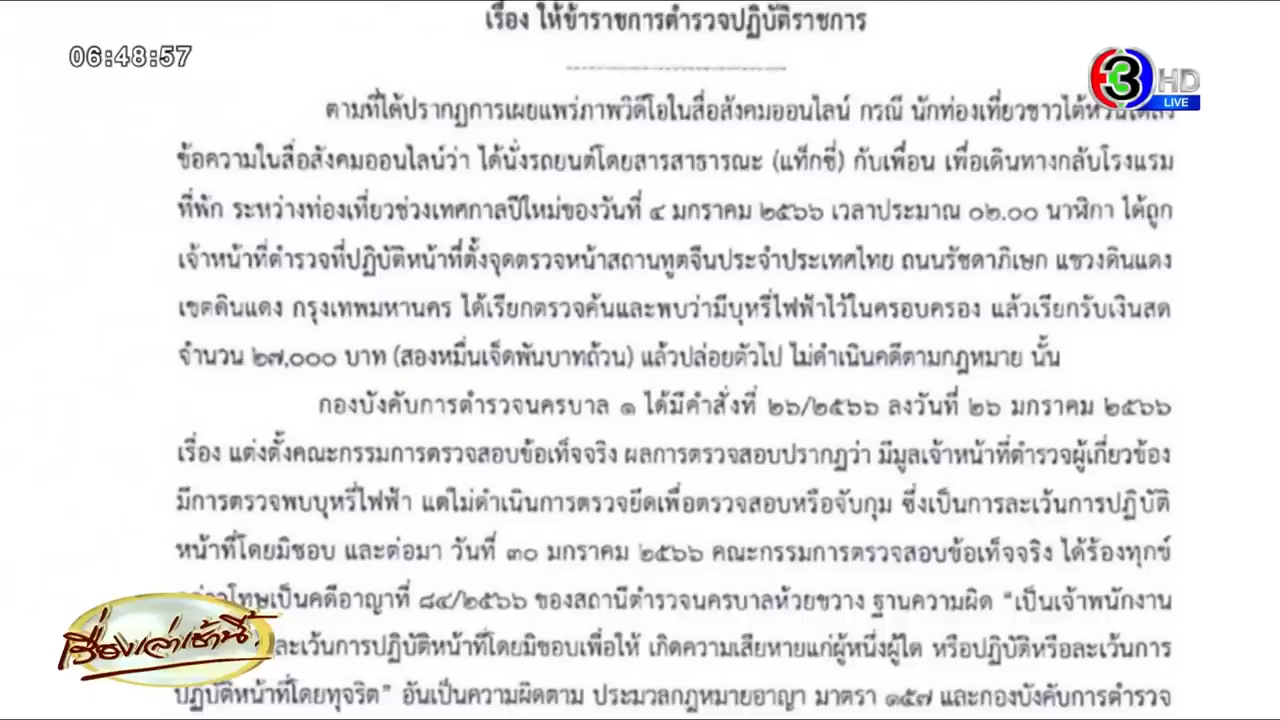 เรื่อง ให้ข้าราชการตำรวจปฏิบัติราชการ
06:48:57
3 HD
LIVE
ตามที่ได้ปรากฏการเผยแพร่ภาพวิดีโอในสื่อสังคมออนไลน์ กรณี นักท่องเที่ยวชาวไต้หวัน
ข้อความในสื่อสังคมออนไลน์ว่า ได้นั่งรถยนต์โดยสารสาธารณะ (แท็กซี่) กับเพื่อน เพื่อเดินทางกลับโรงแรม
ที่พัก ระหว่างท่องเที่ยวช่วงเทศกาลปีใหม่ของวันที่ ๔ มกราคม ๒๕๖๖ เวลาประมาณ ๐๒.๐๐ นาฬิกา ได้ถูก
เจ้าหน้าที่ตำรวจที่ปฏิบัติหน้าที่ตั้งจุดตรวจหน้าสถานทูตจีนประจำประเทศไทย ถนนรัชดาภิเษก แขวงดินแดง
เขตดินแดง กรุงเทพมหานคร ได้เรียกตรวจค้นและพบว่ามีบุหรี่ไฟฟ้าไว้ในครอบครอง แล้วเรียกรับเงินสด
จำนวน ๒๗,๐๐๐ บาท (สองหมื่นเจ็ดพันบาทถ้วน) แล้วปล่อยตัวไป ไม่ดำเนินคดีตามกฎหมาย นั้น
กองบังคับการตำรวจนครบาล ๑ ได้มีคำสั่งที่ ๒๖/๒๕๖๖ ลงวันที่ ๒๖ มกราคม ๒๕๖๖
เรื่อง แต่งตั้งคณะกรรมการตรวจสอบข้อเท็จจริง ผลการตรวจสอบปรากฏว่า มีมูลเจ้าหน้าที่ตำรวจผู้เกี่ยวข้อง
มีการตรวจพบบุหรี่ไฟฟ้า แต่ไม่ดำเนินการตรวจยึดเพื่อตรวจสอบหรือจับกุม ซึ่งเป็นการละเว้นการปฏิบัติ
หน้าที่โดยมิชอบ และต่อมา วันที่ ๓๐ มกราคม ๒๕๖๖ คณะกรรมการตรวจสอบข้อเท็จจริง ได้ร้องทุกข์
โทษเป็นคดีอาญาที่ ๘๔/๒๕๖๖ ของสถานีตำรวจนครบาลห้วยขวาง ฐานความผิด “เป็นเจ้าพนักงาน
ละเว้นการปฏิบัติหน้าที่โดยมิชอบเพื่อให้ เกิดความเสียหายแก่ผู้หนึ่งผู้ใด หรือปฏิบัติหรือละเว้นการ
ปฏิบัติหน้าที่โดยทุจริต” อันเป็นความผิดตาม ประมวลกฎหมายอาญา มาตรา ๑๕๗ และกองบังคับการตำรวจ
เรื่องเล่าเช้านี้